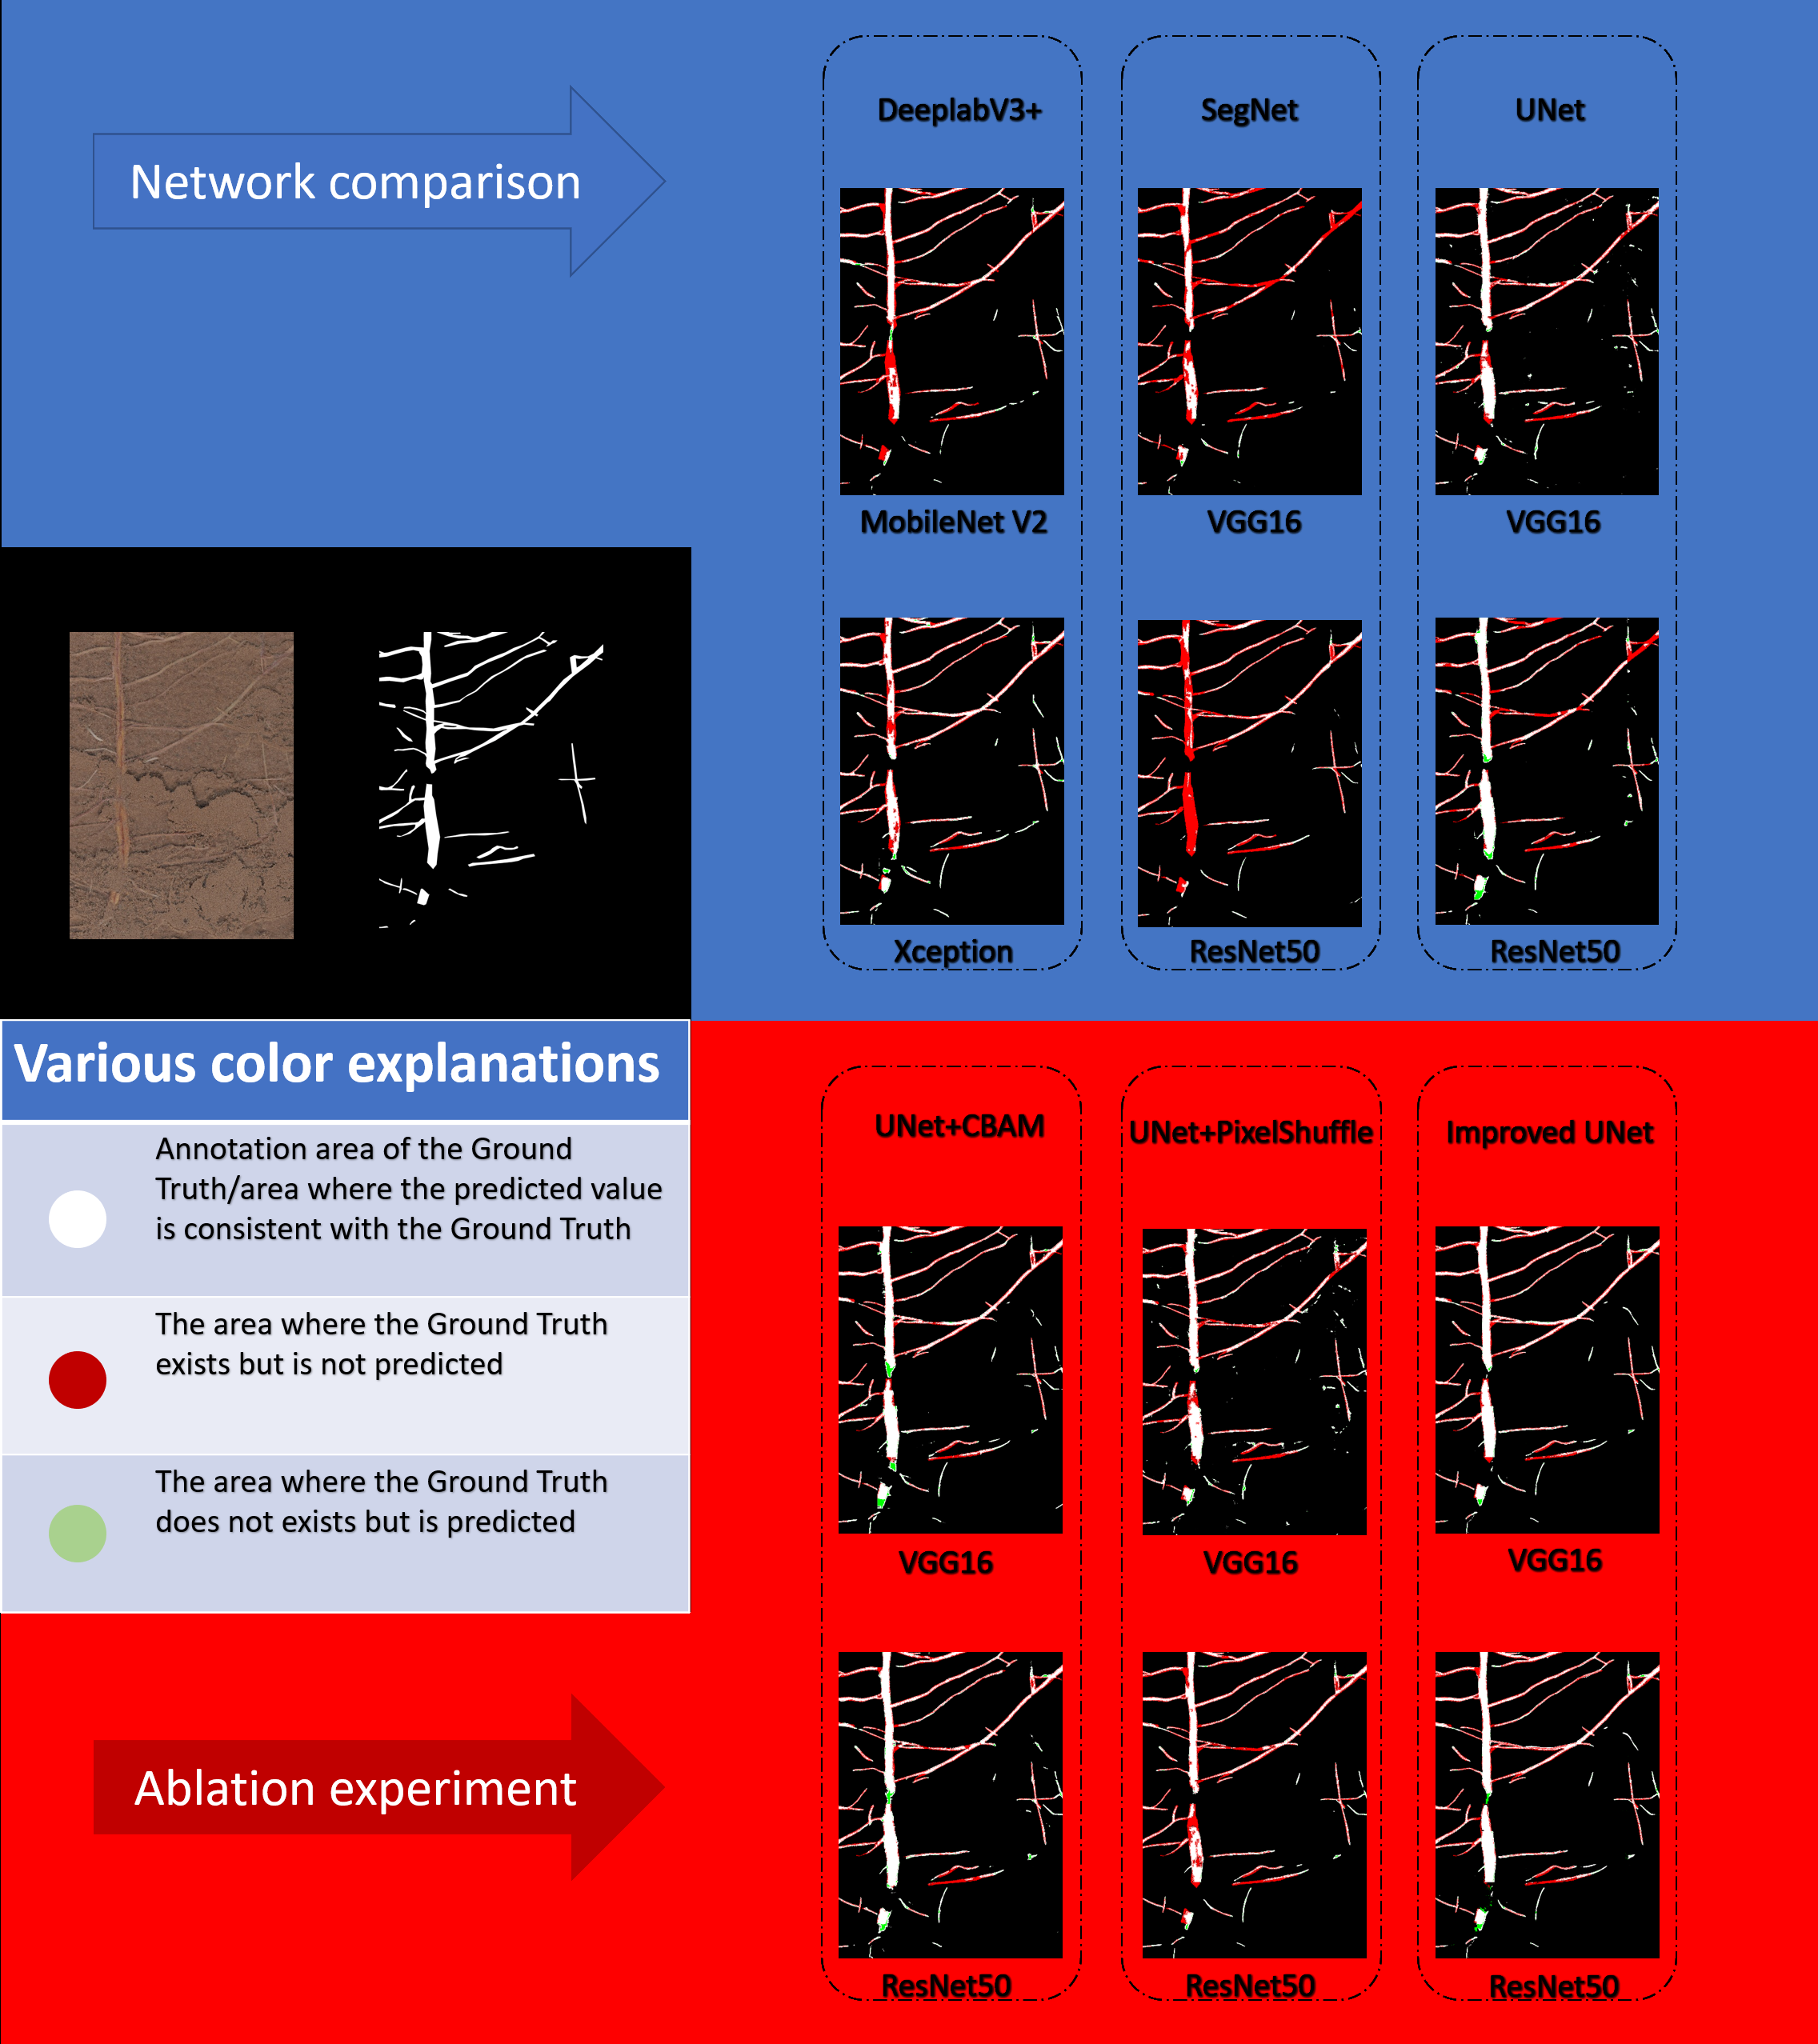 Network comparison
DeeplabV3+
SegNet
UNet
MobileNet V2
VGG16
VGG16
Xception
ResNet50
ResNet50
Various color explanations
Annotation area of the Ground
Truth/area where the predicted value
is consistent with the Ground Truth
The area where the Ground Truth
exists but is not predicted
The area where the Ground Truth
does not exists but is predicted
UNet+CBAM
UNet+PixelShuffle
Improved UNet
VGG16
VGG16
VGG16
Ablation experiment
ResNet50
ResNet50
ResNet50